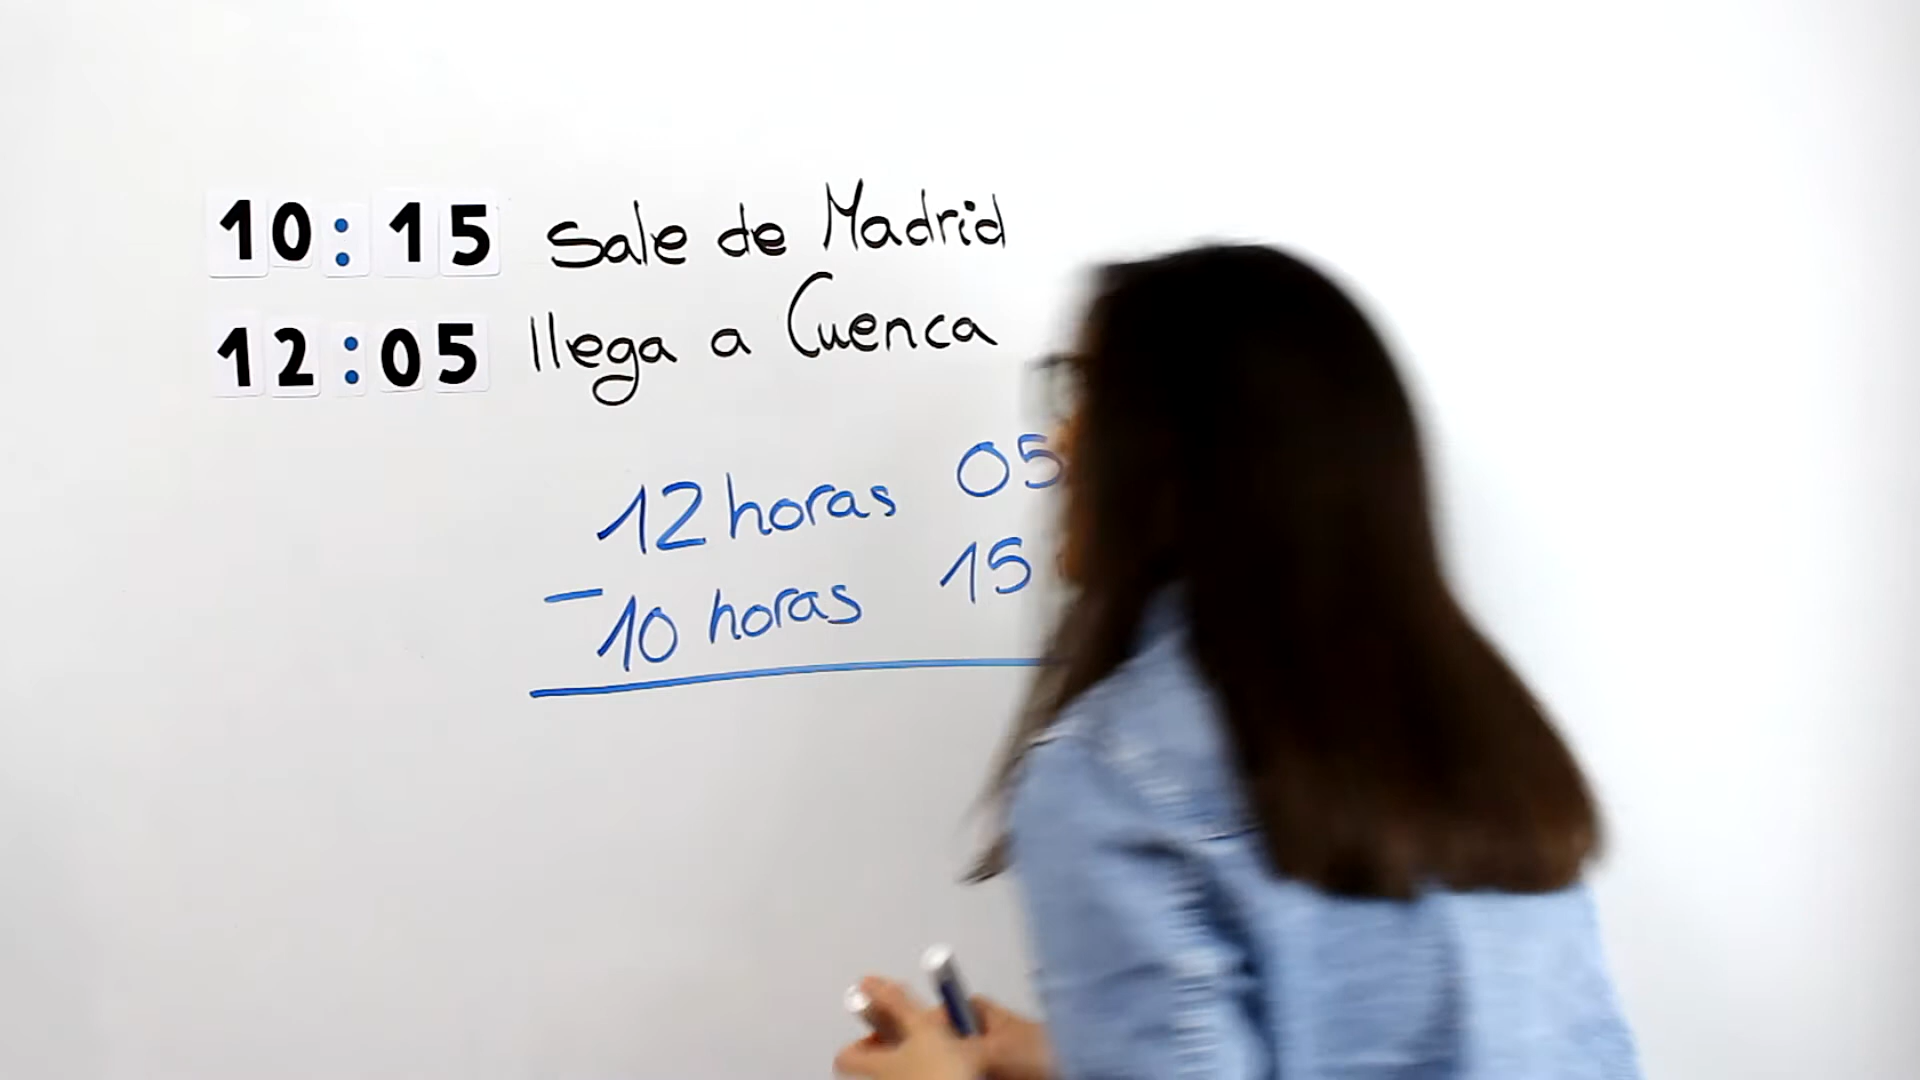 10:15 Sale de Madrid
12:05 llega a Cuenca
12 horas 05
- 10 horas 15